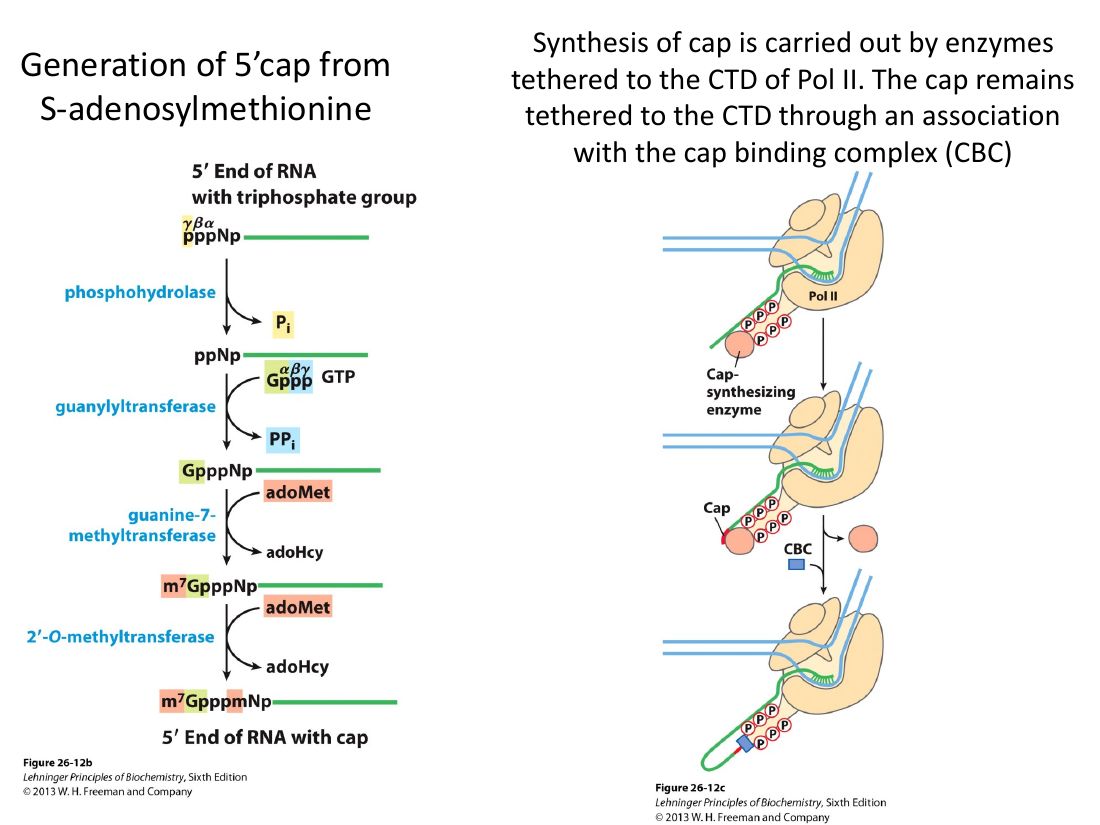 Generation of 5’cap from
S-adenosylmethionine
5′ End of RNA
with triphosphate group
γβα
pppNp
phosphohydrolase
Pi
ppNp
αβγ
Gppp GTP
guanylyltransferase
PPi
GpppNp
adoMet
guanine-7-
methyltransferase
adoHcy
m⁷GpppNp
adoMet
2′-O-methyltransferase
adoHcy
m⁷GpppmNp
5′ End of RNA with cap
Figure 26-12b
Lehninger Principles of Biochemistry, Sixth Edition
© 2013 W. H. Freeman and Company
Synthesis of cap is carried out by enzymes
tethered to the CTD of Pol II. The cap remains
tethered to the CTD through an association
with the cap binding complex (CBC)
Pol II
P P P
P P P
Cap-
synthesizing
enzyme
Cap
P P P
P P P
CBC
P P P
P P P
Figure 26-12c
Lehninger Principles of Biochemistry, Sixth Edition
© 2013 W. H. Freeman and Company